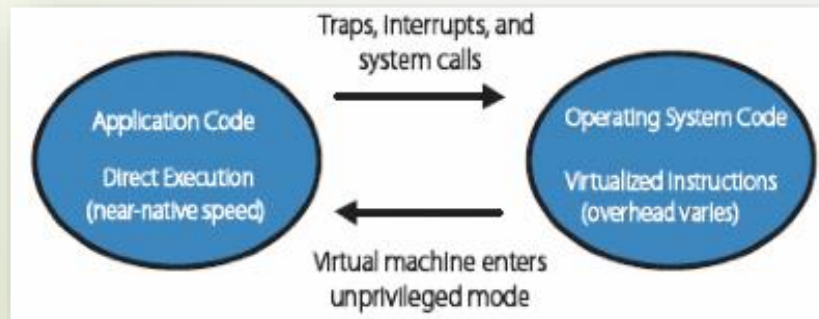 Traps, interrupts, and
system calls
Application Code
Direct Execution
(near-native speed)
Operating System Code
Virtualized Instructions
(overhead varies)
Virtual machine enters
unprivileged mode